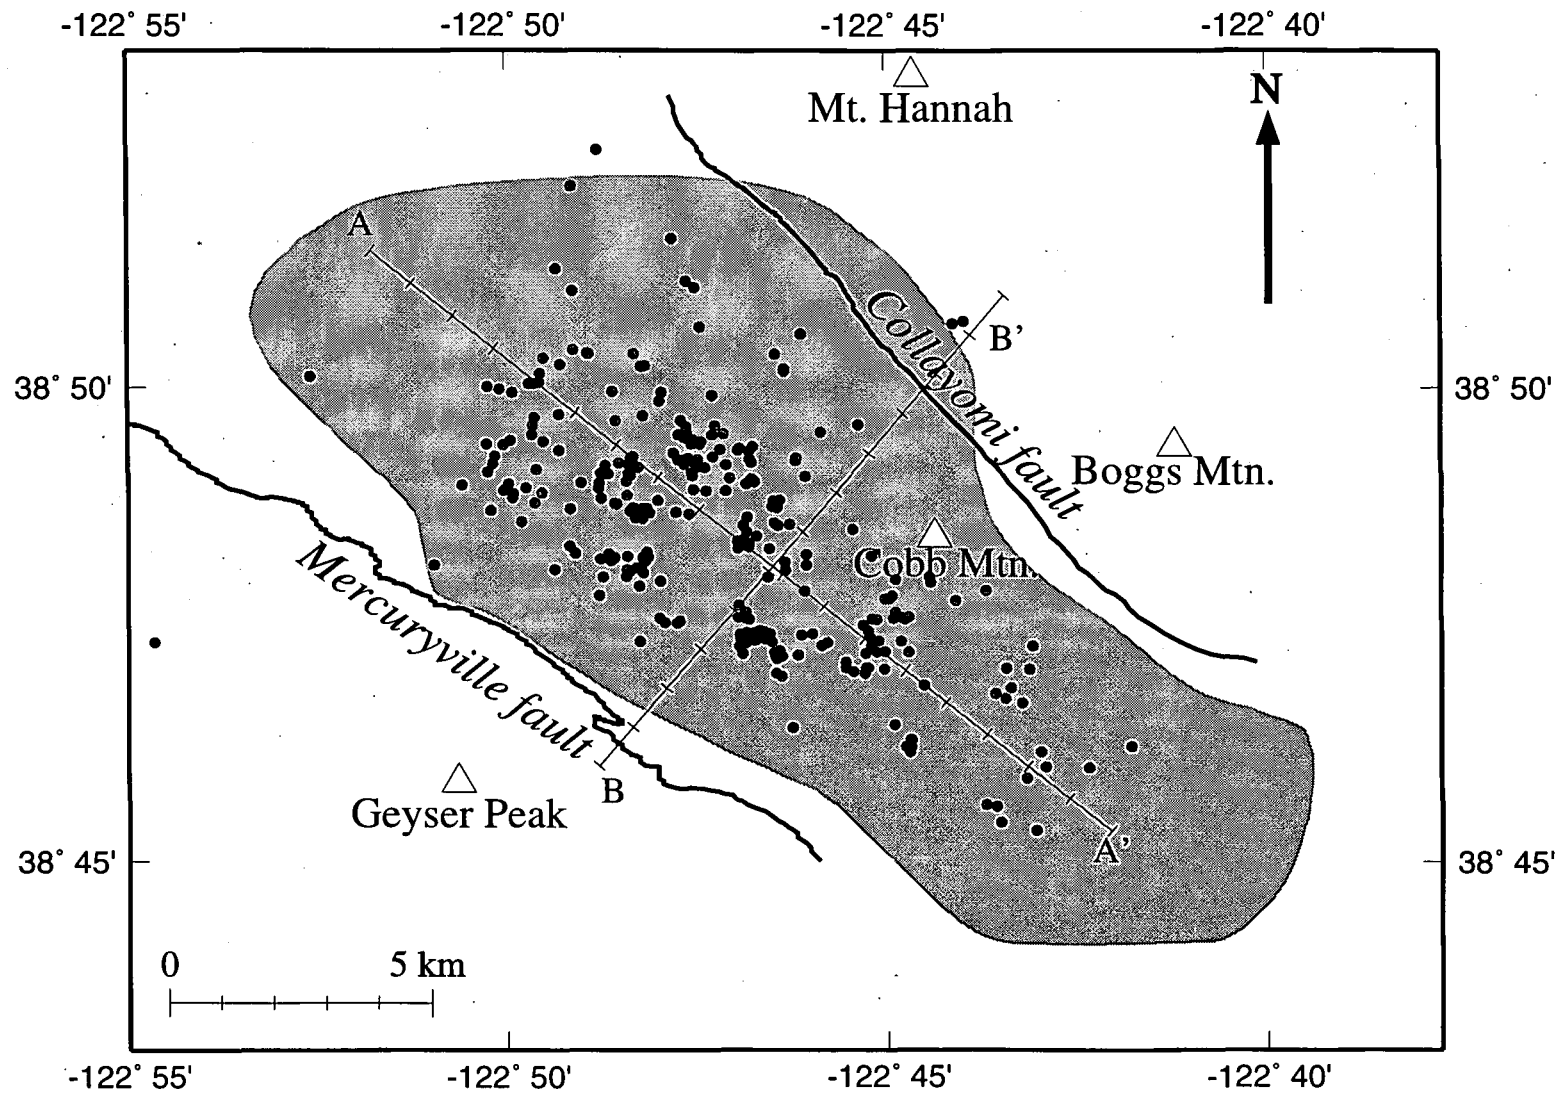 -122° 55' -122° 50' -122° 45' -122° 40'
N
Mt. Hannah
A
Collayomi fault
B'
38° 50' 38° 50'
Boggs Mtn.
Cobb Mtn.
Mercuryville fault
B
Geyser Peak
A'
38° 45' 38° 45'
0 5 km
-122° 55' -122° 50' -122° 45' -122° 40'